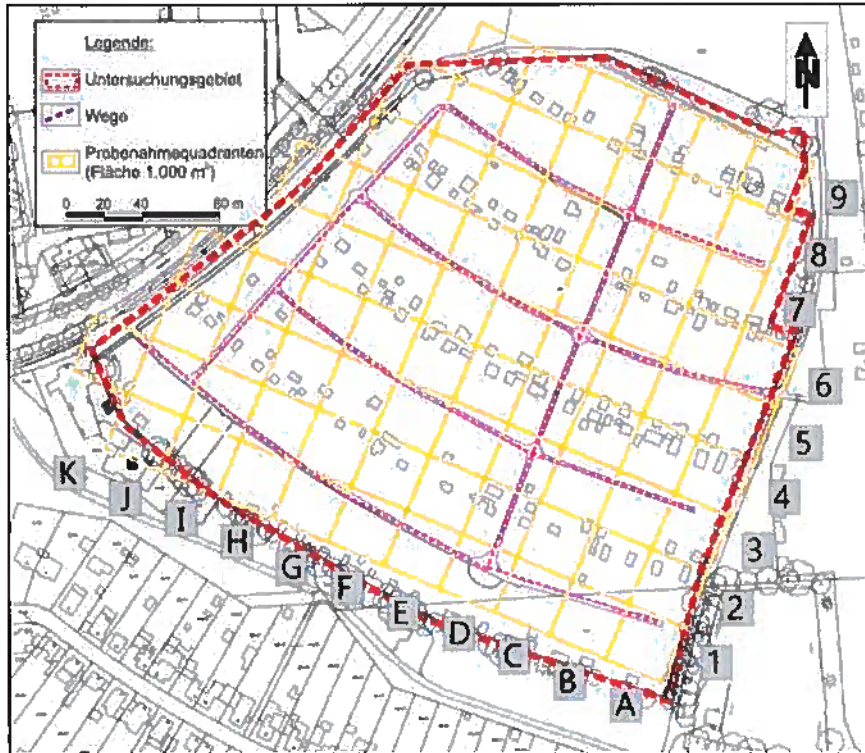 Legende:
Untersuchungsgebiet
Wege
Probenahmequadranten
(Fläche 1.000 m²)
0 20 40 80 m
N
9
8
7
6
5
4
3
2
1
K
J
I
H
G
F
E
D
C
B
A